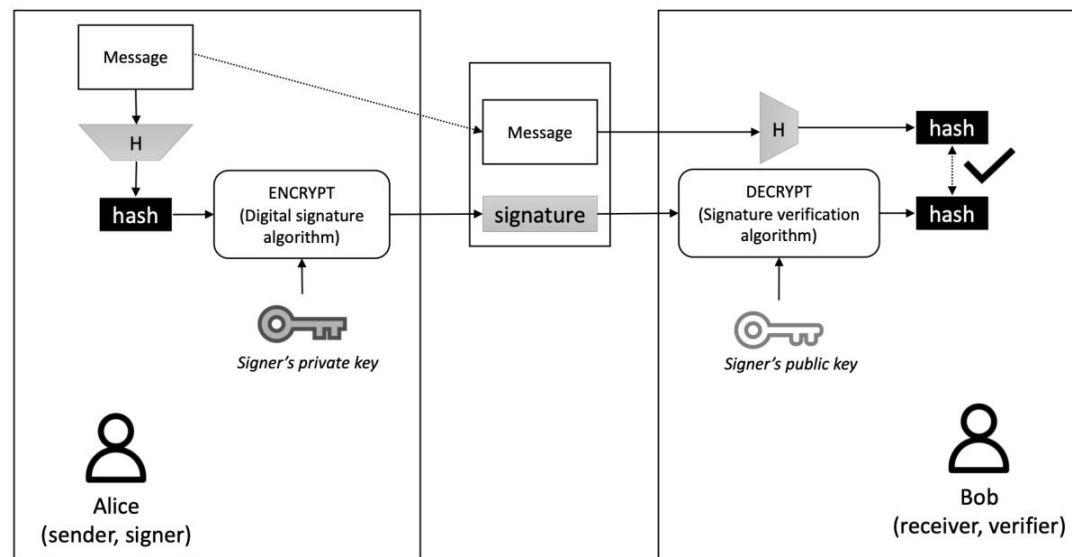 Message
H
hash
ENCRYPT
(Digital signature
algorithm)
Signer’s private key
Alice
(sender, signer)
Message
signature
H
hash
DECRYPT
(Signature verification
algorithm)
hash
Signer’s public key
Bob
(receiver, verifier)